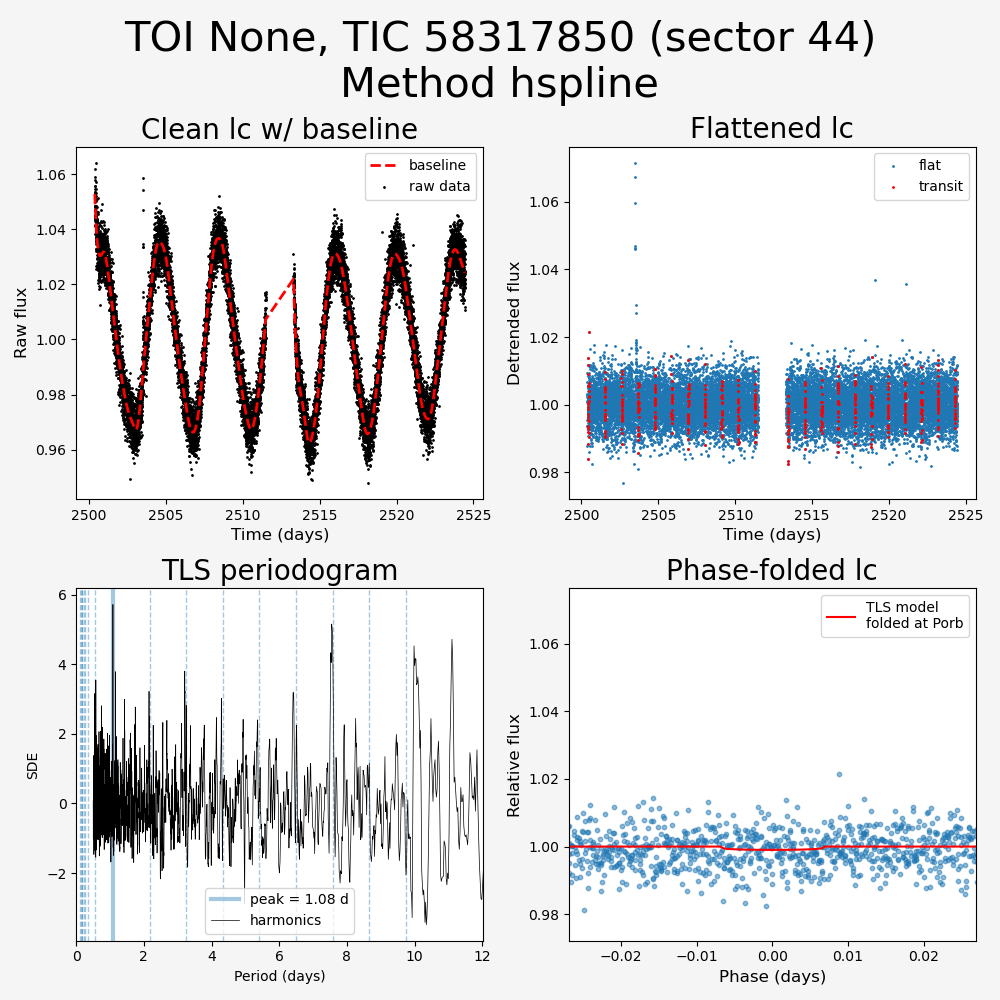 TOI None, TIC 58317850 (sector 44)
Method hspline
Clean lc w/ baseline
Raw flux
1.06
1.04
1.02
1.00
0.98
0.96
baseline
raw data
2500
2505
2510
2515
2520
2525
Time (days)
Flattened lc
Detrended flux
1.06
1.04
1.02
1.00
0.98
flat
transit
2500
2505
2510
2515
2520
2525
Time (days)
TLS periodogram
SDE
6
4
2
0
−2
peak = 1.08 d
harmonics
0
2
4
6
8
10
12
Period (days)
Phase-folded lc
Relative flux
1.06
1.04
1.02
1.00
0.98
TLS model
folded at Porb
−0.02
−0.01
0.00
0.01
0.02
Phase (days)